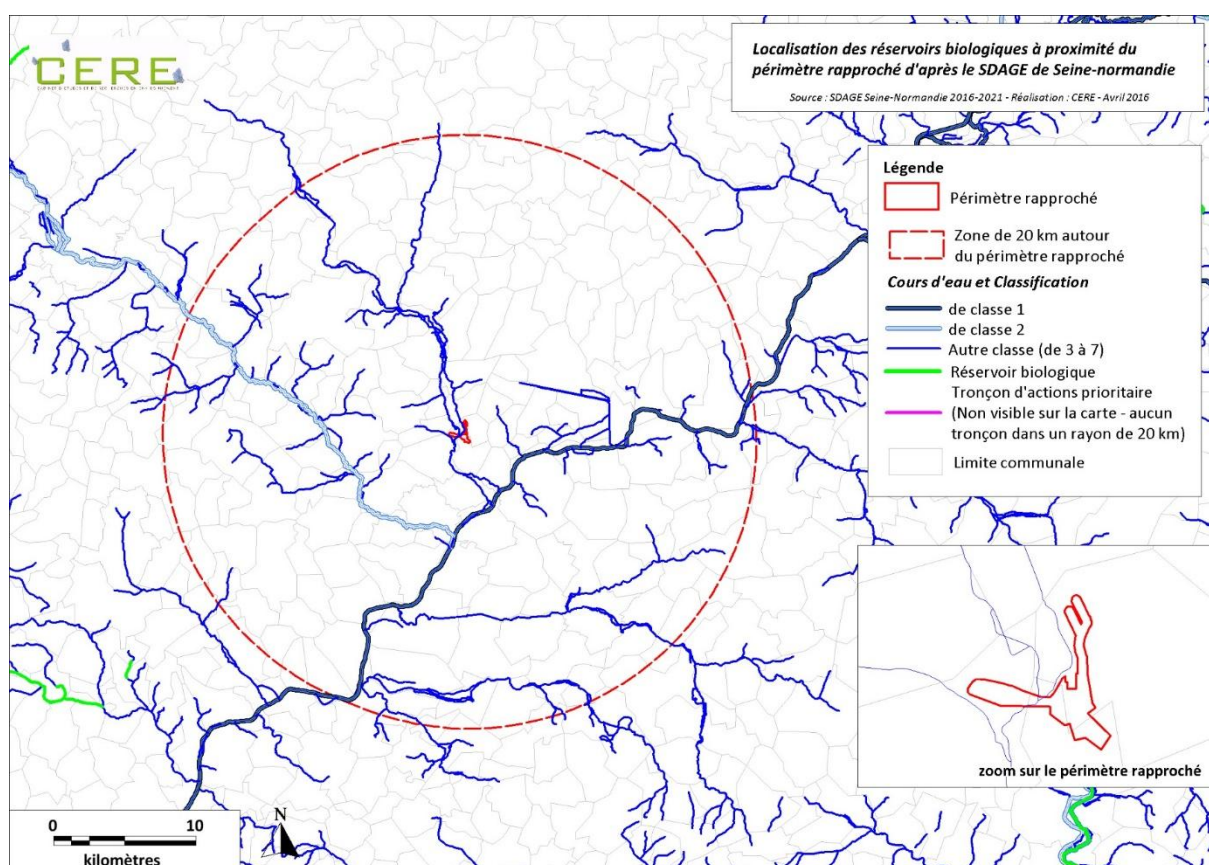 CERE
Localisation des réservoirs biologiques à proximité du
périmètre rapproché d'après le SDAGE de Seine-normandie
Source : SDAGE Seine-Normandie 2016-2021 - Réalisation : CERE - Avril 2016
Légende
Périmètre rapproché
Zone de 20 km autour
du périmètre rapproché
Cours d'eau et Classification
de classe 1
de classe 2
Autre classe (de 3 à 7)
Réservoir biologique
Tronçon d'actions prioritaire
(Non visible sur la carte - aucun
tronçon dans un rayon de 20 km)
Limite communale
zoom sur le périmètre rapproché
0 10
kilomètres
N